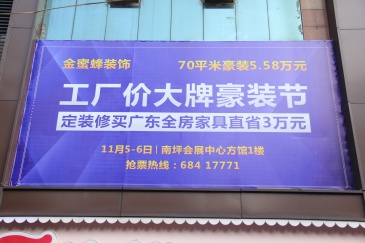 金蜜蜂装饰 70平米豪装5.58万元
工厂价大牌豪装节
定装修买广东全房家具直省3万元
11月5-6日|南坪会展中心方馆1楼
抢票热线：684 17771